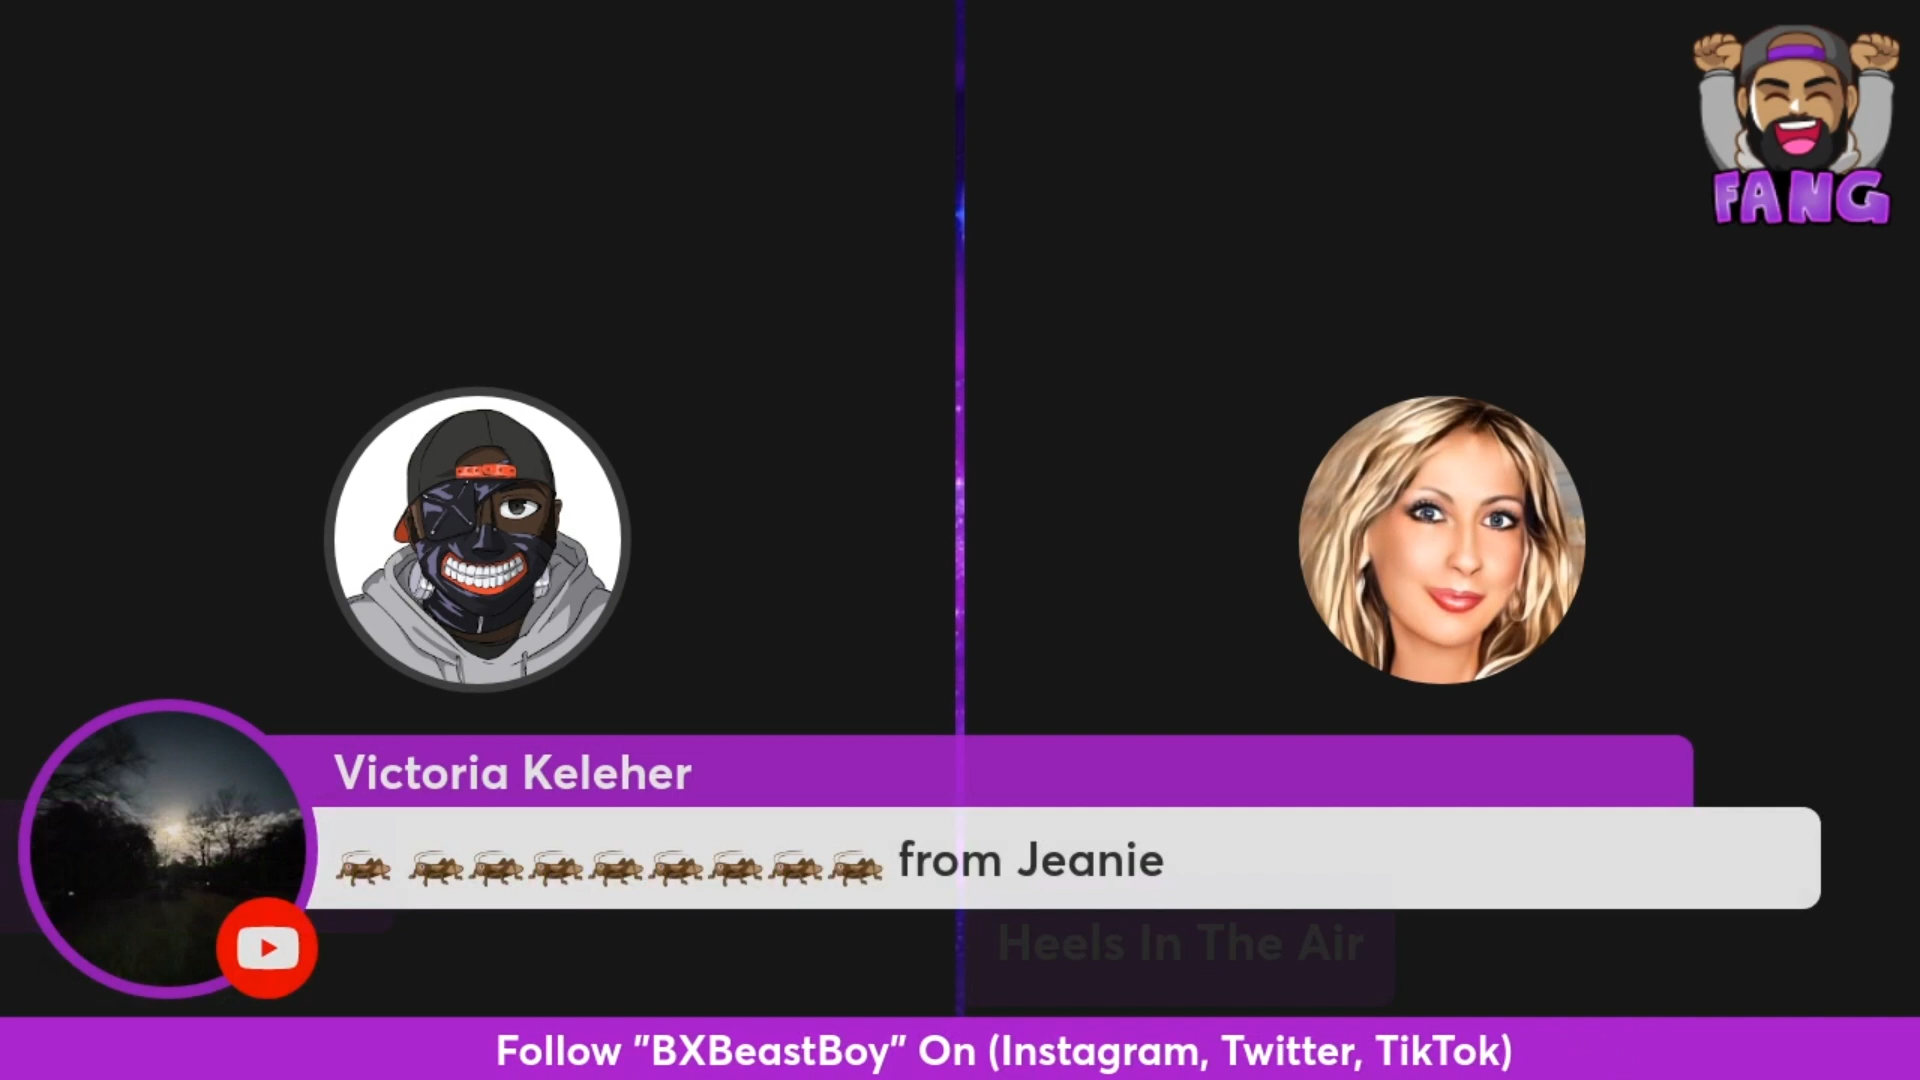 FANG
Victoria Keleher
🦗 🦗🦗🦗🦗🦗🦗🦗🦗 from Jeanie
Heels In The Air
Follow "BXBeastBoy" On (Instagram, Twitter, TikTok)